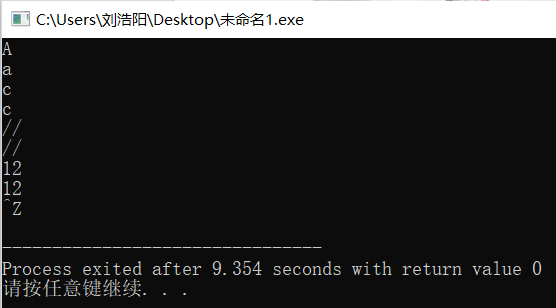 C:\Users\刘浩阳\Desktop\未命名1.exe
A
a
c
c
//
//
12
12
^Z
--------------------------------
Process exited after 9.354 seconds with return value 0
请按任意键继续. . .